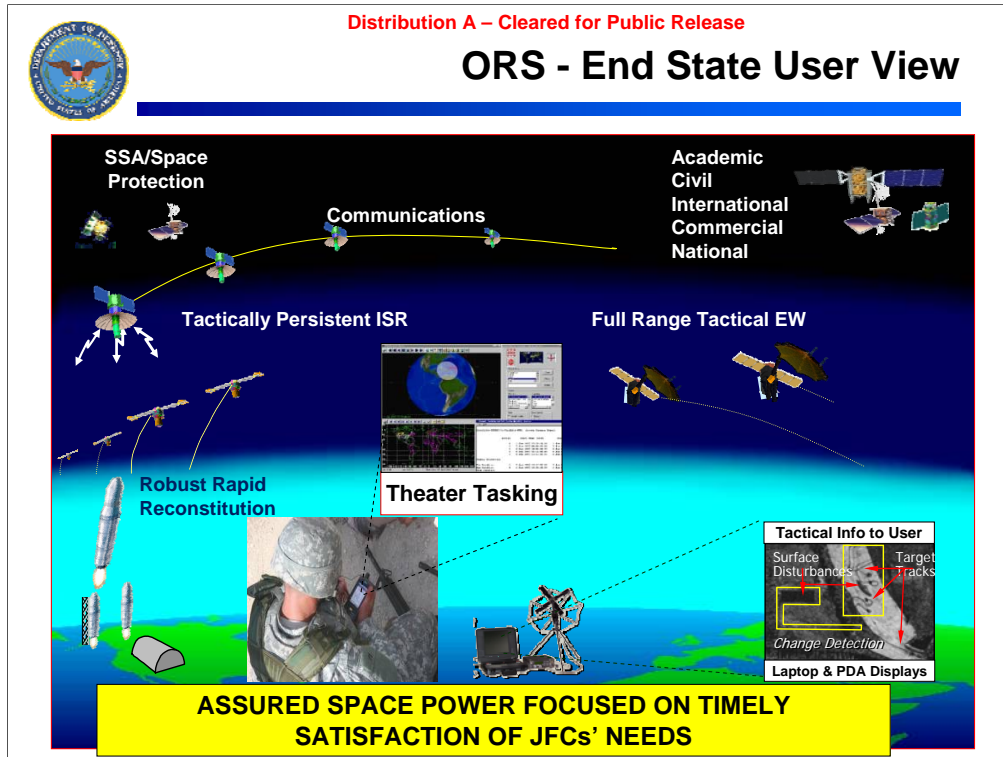 Distribution A – Cleared for Public Release
ORS - End State User View
SSA/Space
Protection
Communications
Academic
Civil
International
Commercial
National
Tactically Persistent ISR
Full Range Tactical EW
Robust Rapid
Reconstitution
Theater Tasking
Tactical Info to User
Surface
Disturbances
Target
Tracks
Change Detection
Laptop & PDA Displays
ASSURED SPACE POWER FOCUSED ON TIMELY
SATISFACTION OF JFCs' NEEDS